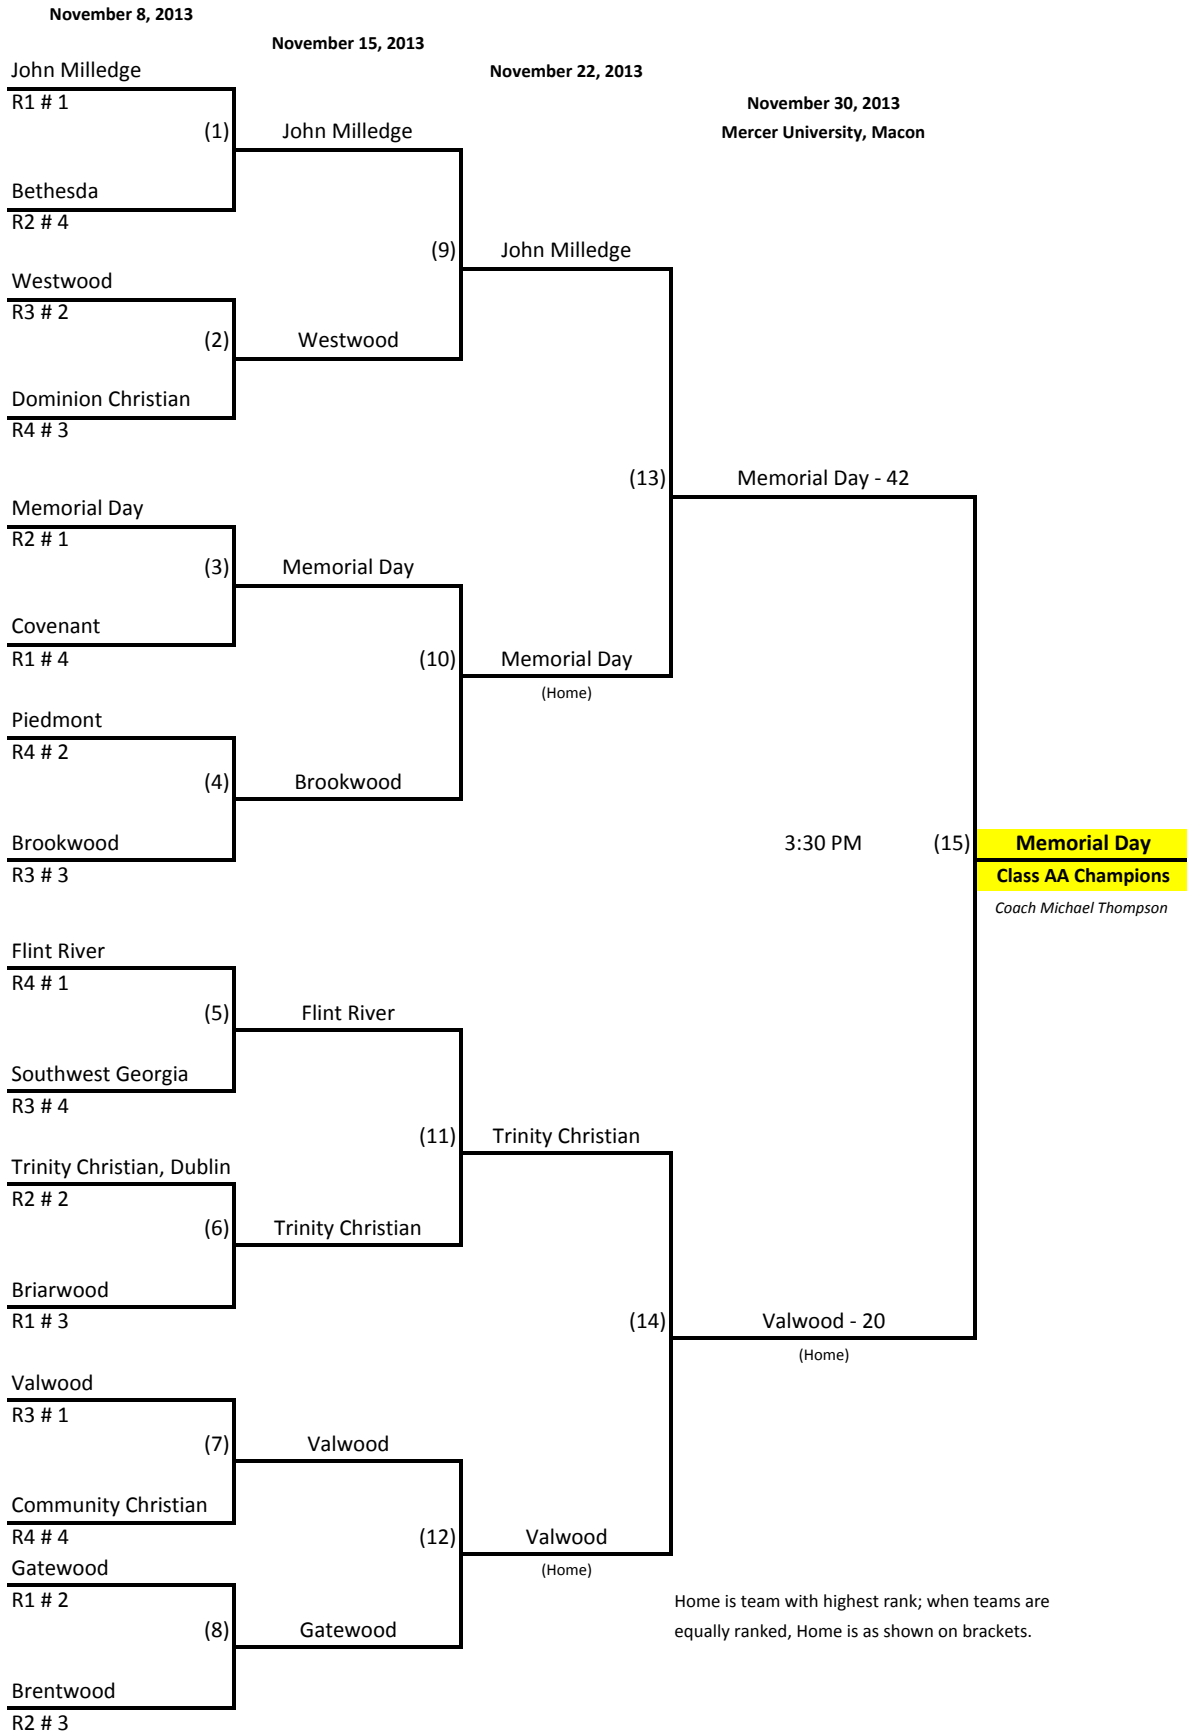 November 8, 2013
November 15, 2013
November 22, 2013
November 30, 2013
Mercer University, Macon
John Milledge
R1 # 1
(1)
John Milledge
Bethesda
R2 # 4
(9)
John Milledge
Westwood
R3 # 2
(2)
Westwood
Dominion Christian
R4 # 3
(13)
Memorial Day - 42
Memorial Day
R2 # 1
(3)
Memorial Day
Covenant
R1 # 4
(10)
Memorial Day
(Home)
Piedmont
R4 # 2
(4)
Brookwood
Brookwood
R3 # 3
3:30 PM
(15)
Memorial Day
Class AA Champions
Coach Michael Thompson
Flint River
R4 # 1
(5)
Flint River
Southwest Georgia
R3 # 4
(11)
Trinity Christian
Trinity Christian, Dublin
R2 # 2
(6)
Trinity Christian
Briarwood
R1 # 3
(14)
Valwood - 20
(Home)
Valwood
R3 # 1
(7)
Valwood
Community Christian
R4 # 4
(12)
Valwood
(Home)
Gatewood
R1 # 2
(8)
Gatewood
Brentwood
R2 # 3
Home is team with highest rank; when teams are
equally ranked, Home is as shown on brackets.